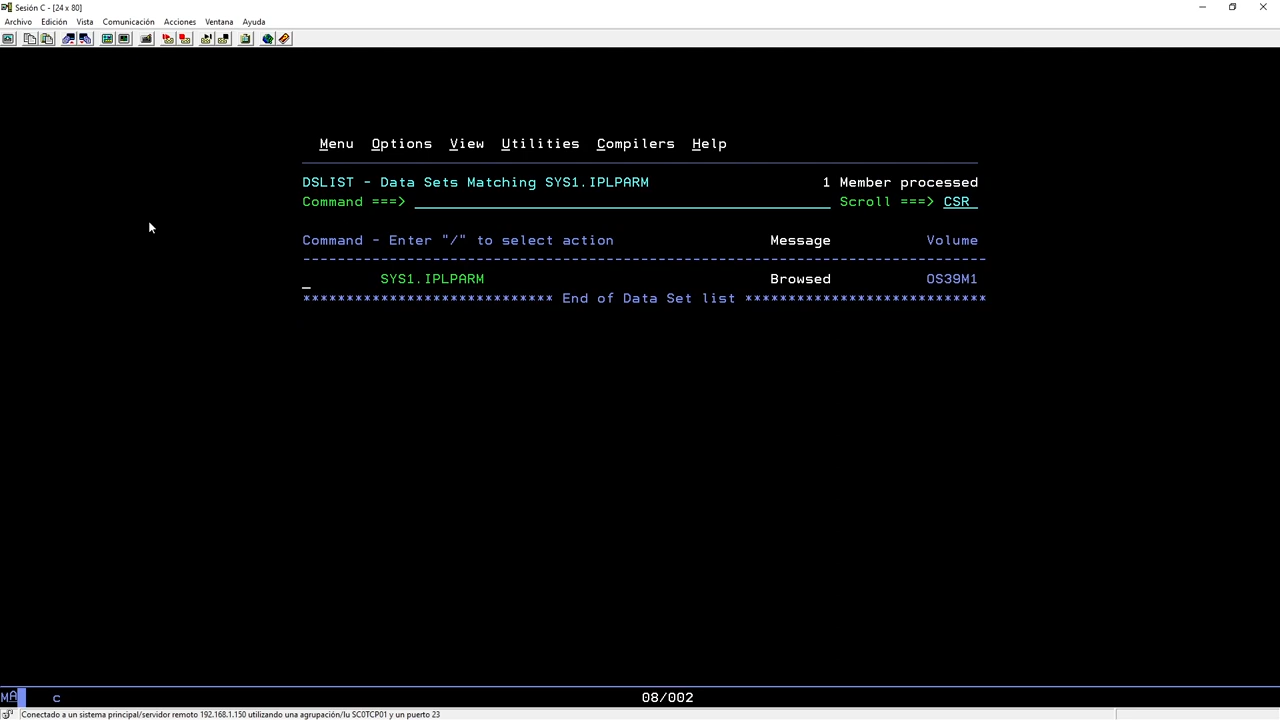 Sesión C - [24 x 80]
Archivo Edición Vista Comunicación Acciones Ventana Ayuda
Menu Options View Utilities Compilers Help
DSLIST - Data Sets Matching SYS1.IPLPARM 1 Member processed
Command ===> Scroll ===> CSR
Command - Enter "/" to select action Message Volume
-------------------------------------------------------------------------------
_ SYS1.IPLPARM Browsed OS39M1
***************************** End of Data Set list ****************************
MA c 08/002
Conectado a un sistema principal/servidor remoto 192.168.1.150 utilizando una agrupación/lu SC0TCP01 y un puerto 23